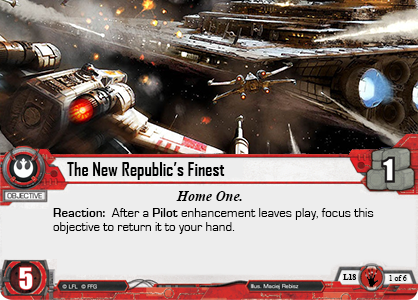 The New Republic's Finest
1
OBJECTIVE
Home One.
Reaction: After a Pilot enhancement leaves play, focus this
objective to return it to your hand.
5
© LFL © FFG
Illus. Maciej Rebisz
L18
1 of 6